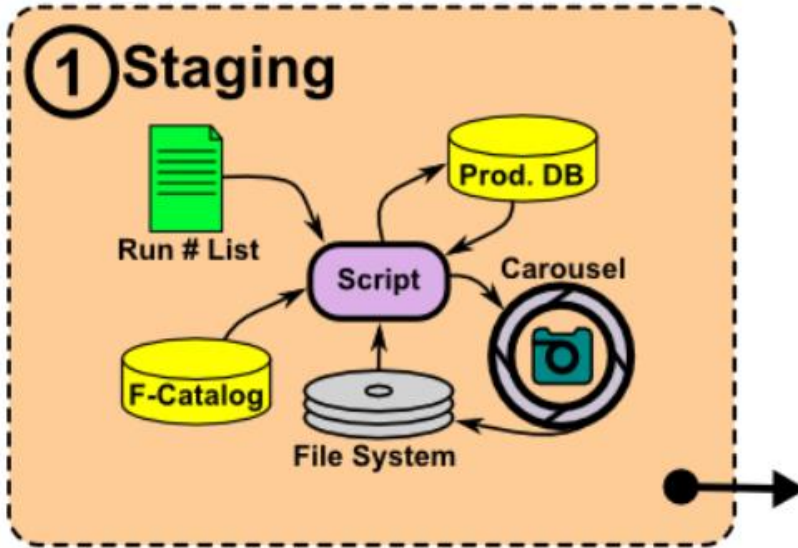 1 Staging
Prod. DB
Run # List
Script
Carousel
F-Catalog
File System